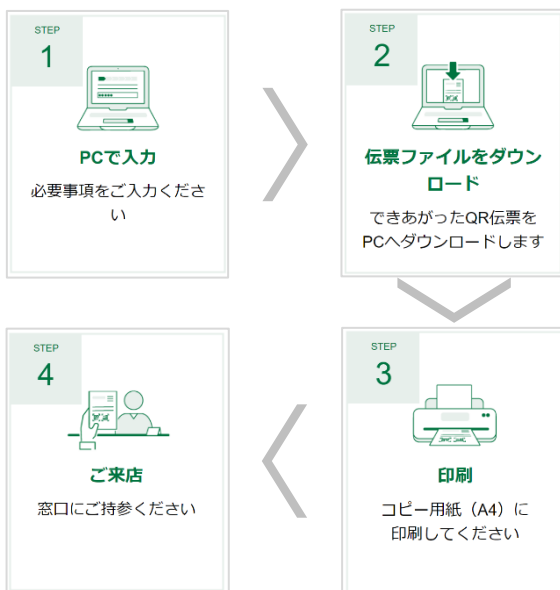 STEP
1
PCで入力
必要事項をご入力くださ
い
STEP
2
伝票ファイルをダウン
ロード
できあがったQR伝票を
PCへダウンロードします
STEP
3
印刷
コピー用紙（A4）に
印刷してください
STEP
4
ご来店
窓口にご持参ください